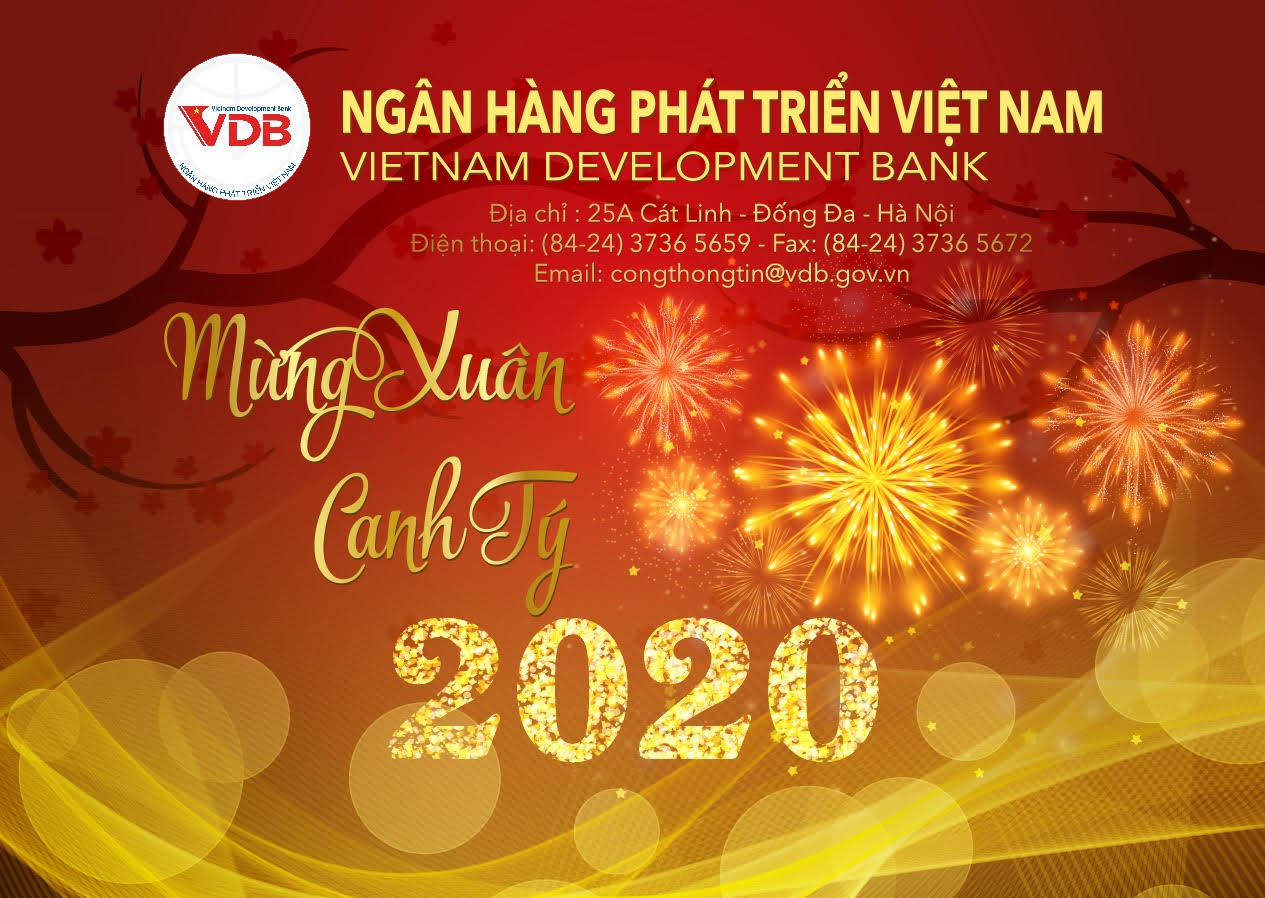 Vietnam Development Bank
VDB
NGÂN HÀNG PHÁT TRIỂN VIỆT NAM
NGÂN HÀNG PHÁT TRIỂN VIỆT NAM
VIETNAM DEVELOPMENT BANK
Địa chỉ : 25A Cát Linh - Đống Đa - Hà Nội
Điện thoại: (84-24) 3736 5659 - Fax: (84-24) 3736 5672
Email: congthongtin@vdb.gov.vn
Mừng Xuân
Canh Tý
2020